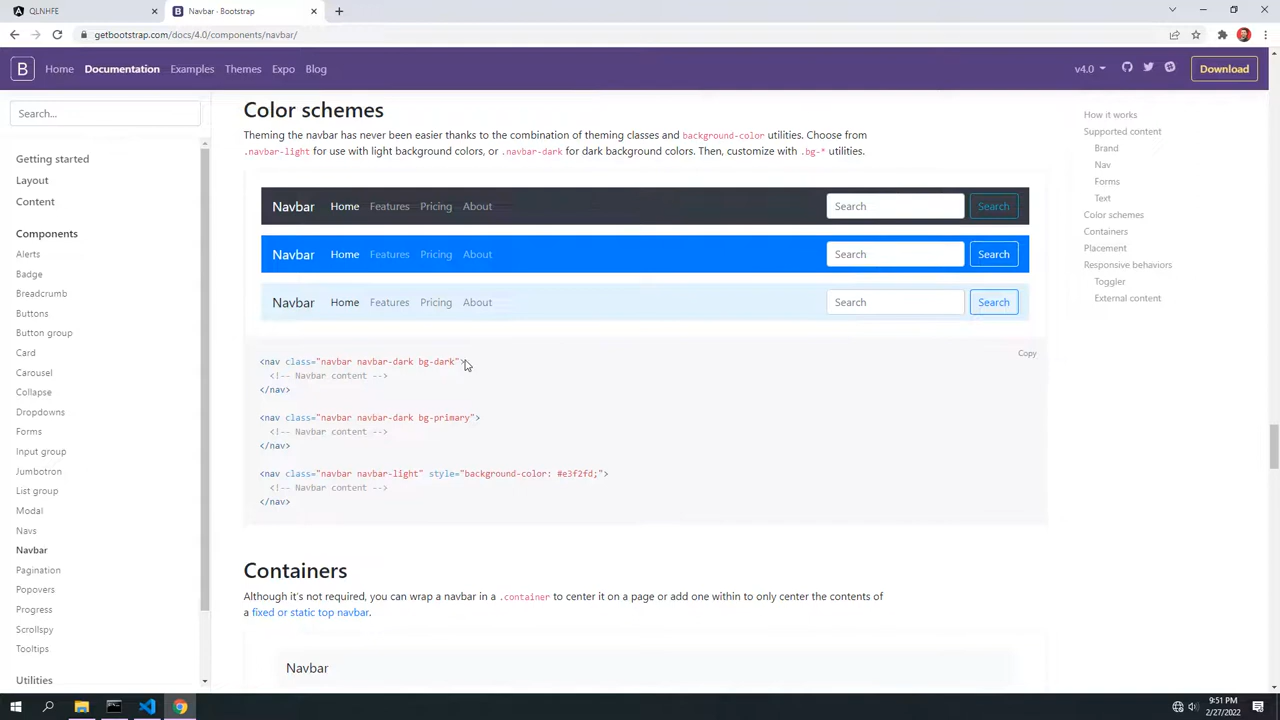 QLNHFE
Navbar - Bootstrap
getbootstrap.com/docs/4.0/components/navbar/
B Home Documentation Examples Themes Expo Blog v4.0 Download
Search...
Getting started
Layout
Content
Components
Alerts
Badge
Breadcrumb
Buttons
Button group
Card
Carousel
Collapse
Dropdowns
Forms
Input group
Jumbotron
List group
Modal
Navs
Navbar
Pagination
Popovers
Progress
Scrollspy
Tooltips
Utilities
Color schemes
Theming the navbar has never been easier thanks to the combination of theming classes and background-color utilities. Choose from
.navbar-light for use with light background colors, or .navbar-dark for dark background colors. Then, customize with .bg-* utilities.
Navbar Home Features Pricing About Search Search
Navbar Home Features Pricing About Search Search
Navbar Home Features Pricing About Search Search
Copy
<nav class="navbar navbar-dark bg-dark">
<!-- Navbar content -->
</nav>
<nav class="navbar navbar-dark bg-primary">
<!-- Navbar content -->
</nav>
<nav class="navbar navbar-light" style="background-color: #e3f2fd;">
<!-- Navbar content -->
</nav>
Containers
Although it's not required, you can wrap a navbar in a .container to center it on a page or add one within to only center the contents of
a fixed or static top navbar.
Navbar
How it works
Supported content
Brand
Nav
Forms
Text
Color schemes
Containers
Placement
Responsive behaviors
Toggler
External content
9:51 PM
2/27/2022